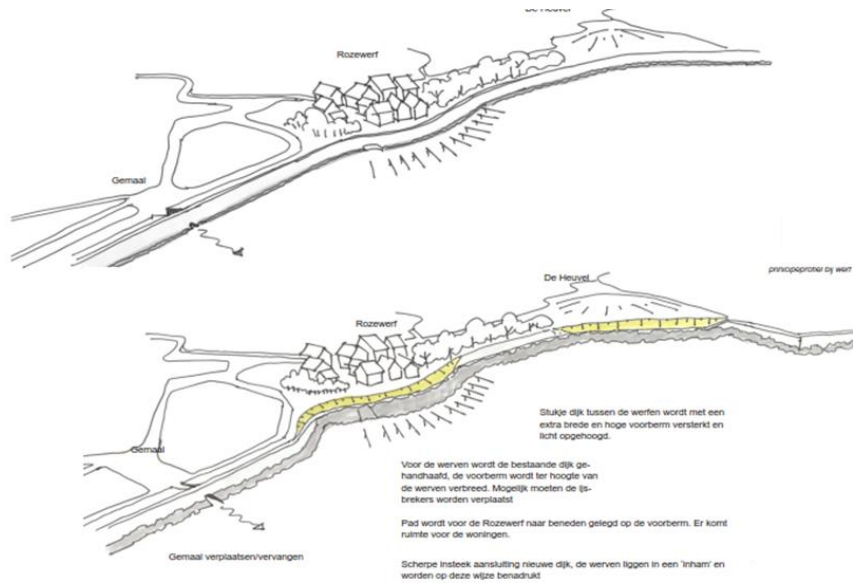 De Heuvel
Rozewerf
Gemaal
principeprofiel bij werf
De Heuvel
Rozewerf
Stukje dijk tussen de werfen wordt met een
extra brede en hoge voorberm versterkt en
licht opgehoogd.
Gemaal
Voor de werven wordt de bestaande dijk ge-
handhaafd, de voorberm wordt ter hoogte van
de werven verbreed. Mogelijk moeten de ijs-
brekers worden verplaatst
Pad wordt voor de Rozewerf naar beneden gelegd op de voorberm. Er komt
ruimte voor de woningen.
Gemaal verplaatsen/vervangen
Scherpe insteek aansluiting nieuwe dijk, de werven liggen in een 'inham' en
worden op deze wijze benadrukt